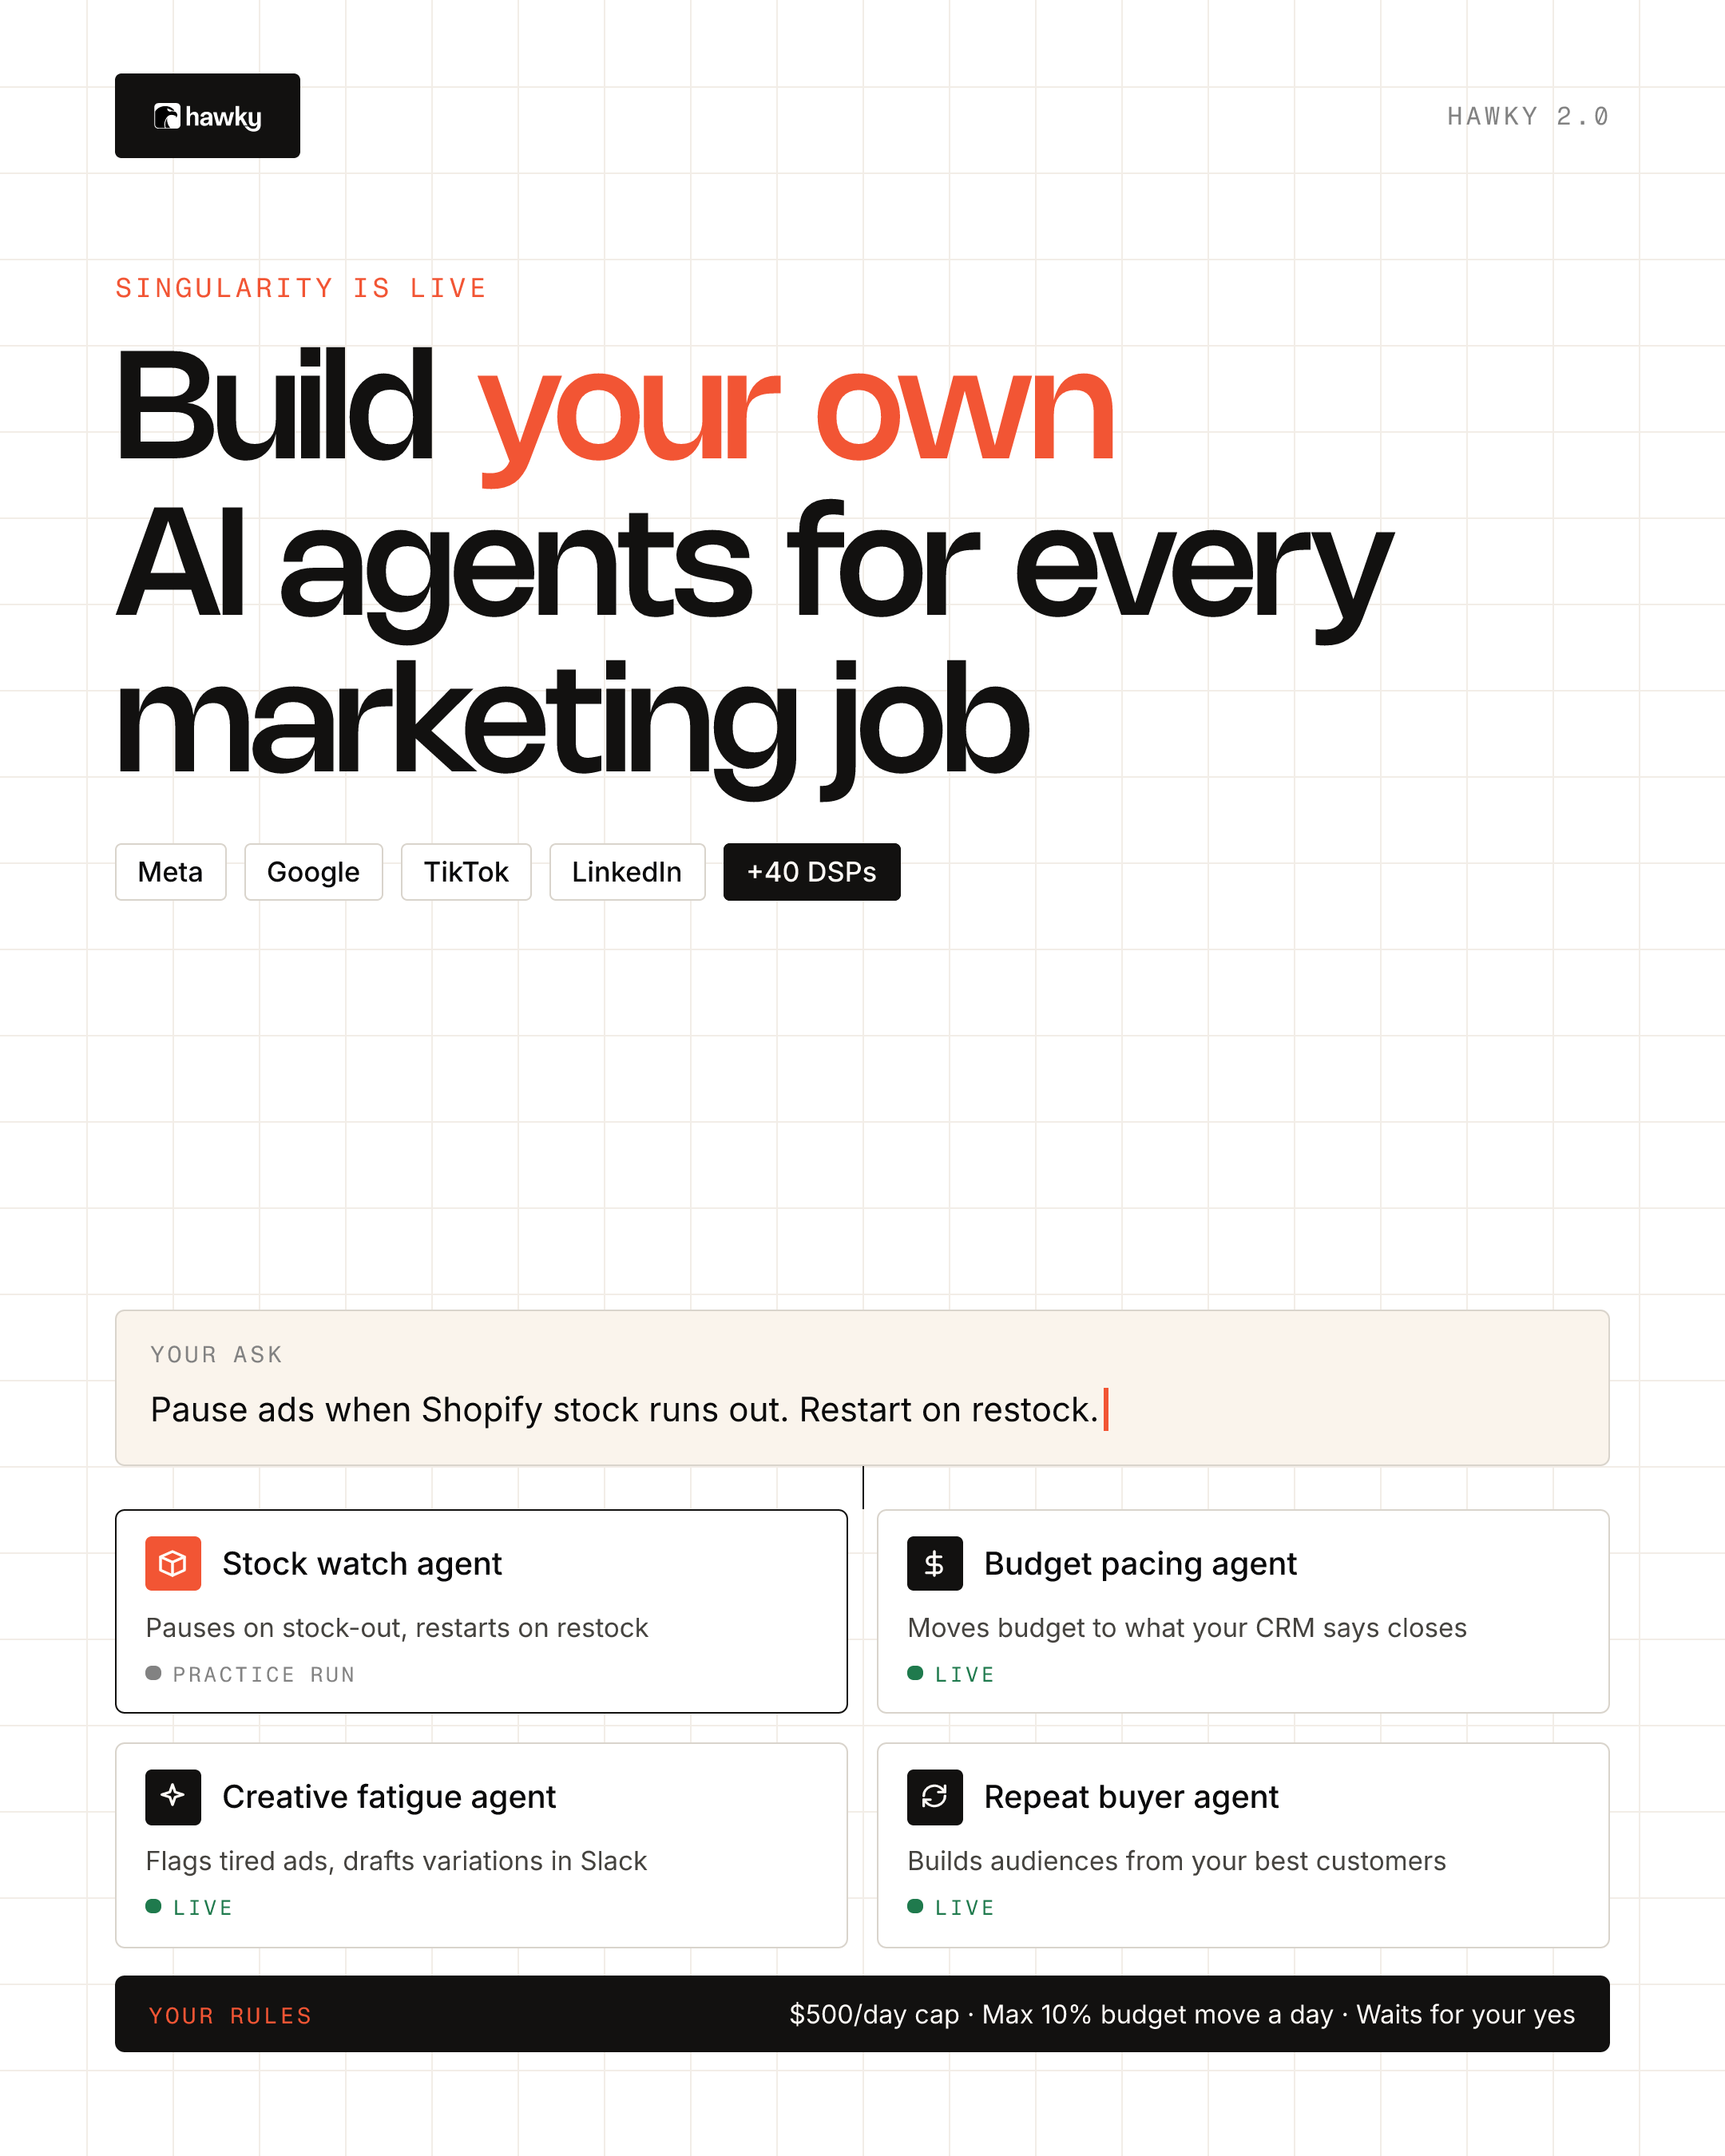 hawky
HAWKY 2.0
SINGULARITY IS LIVE
Build your own
AI agents for every
marketing job
Meta
Google
TikTok
LinkedIn
+40 DSPs
YOUR ASK
Pause ads when Shopify stock runs out. Restart on restock.
Stock watch agent
Pauses on stock-out, restarts on restock
PRACTICE RUN
Budget pacing agent
Moves budget to what your CRM says closes
LIVE
Creative fatigue agent
Flags tired ads, drafts variations in Slack
LIVE
Repeat buyer agent
Builds audiences from your best customers
LIVE
YOUR RULES
$500/day cap · Max 10% budget move a day · Waits for your yes